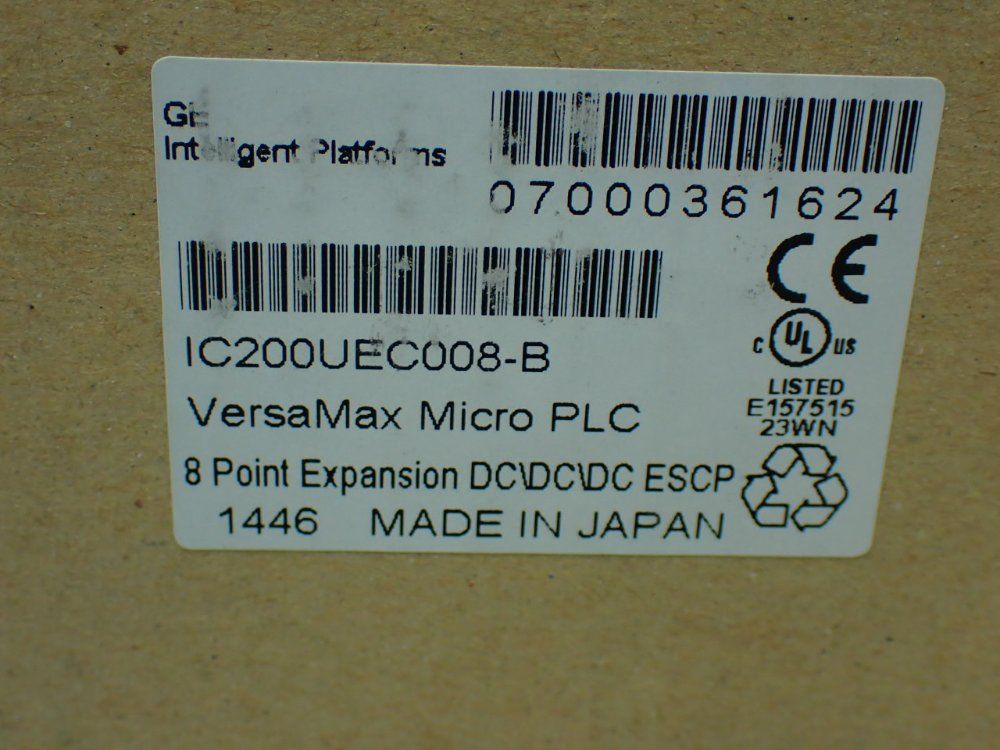 GE
Intelligent Platforms
07000361624
IC200UEC008-B
CE
C UL US
LISTED
E157515
23WN
VersaMax Micro PLC
8 Point Expansion DC\DC\DC ESCP
1446 MADE IN JAPAN